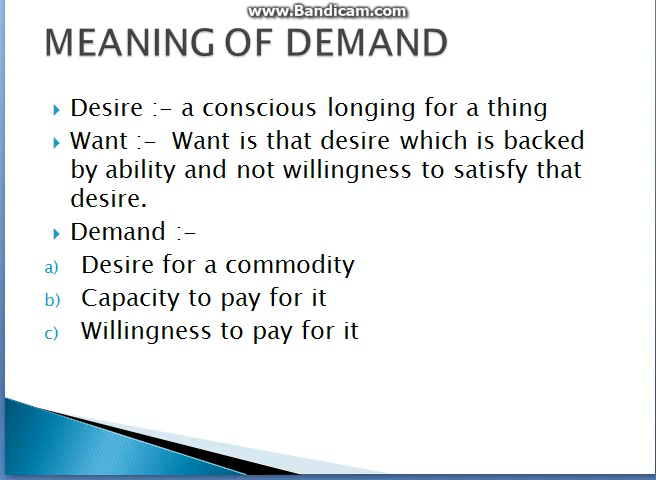 www.Bandicam.com
MEANING OF DEMAND
Desire :- a conscious longing for a thing
Want :- Want is that desire which is backed
by ability and not willingness to satisfy that
desire.
Demand :-
a) Desire for a commodity
b) Capacity to pay for it
c) Willingness to pay for it